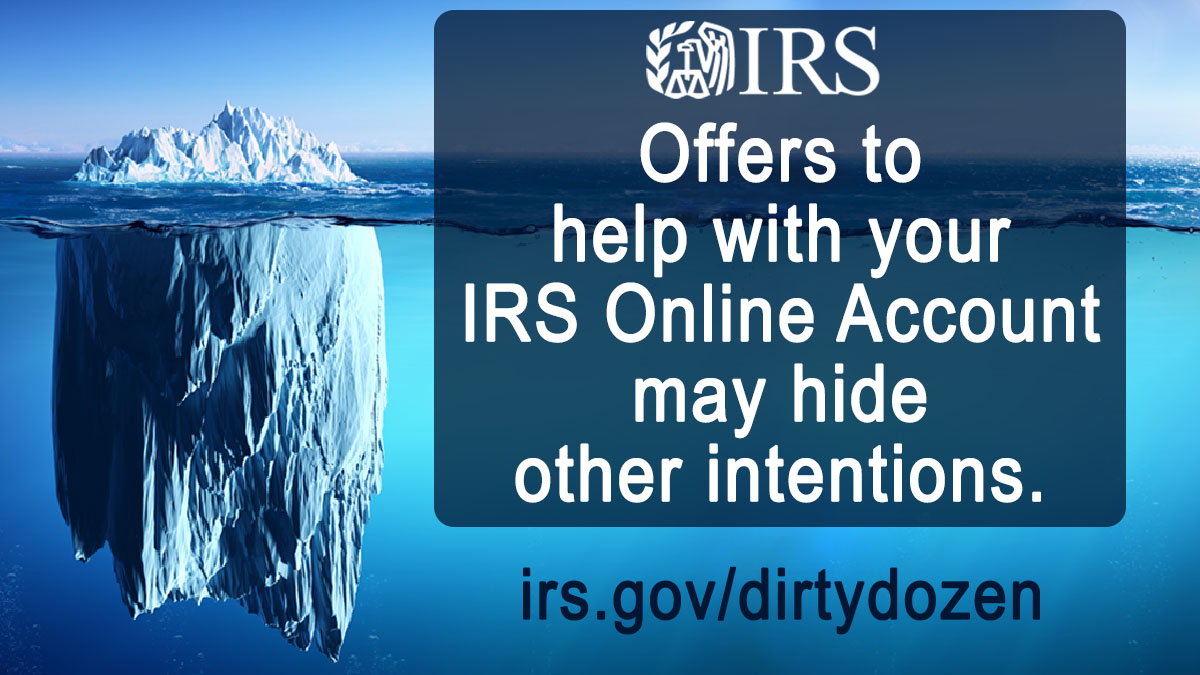 IRS
Offers to
help with your
IRS Online Account
may hide
other intentions.
irs.gov/dirtydozen